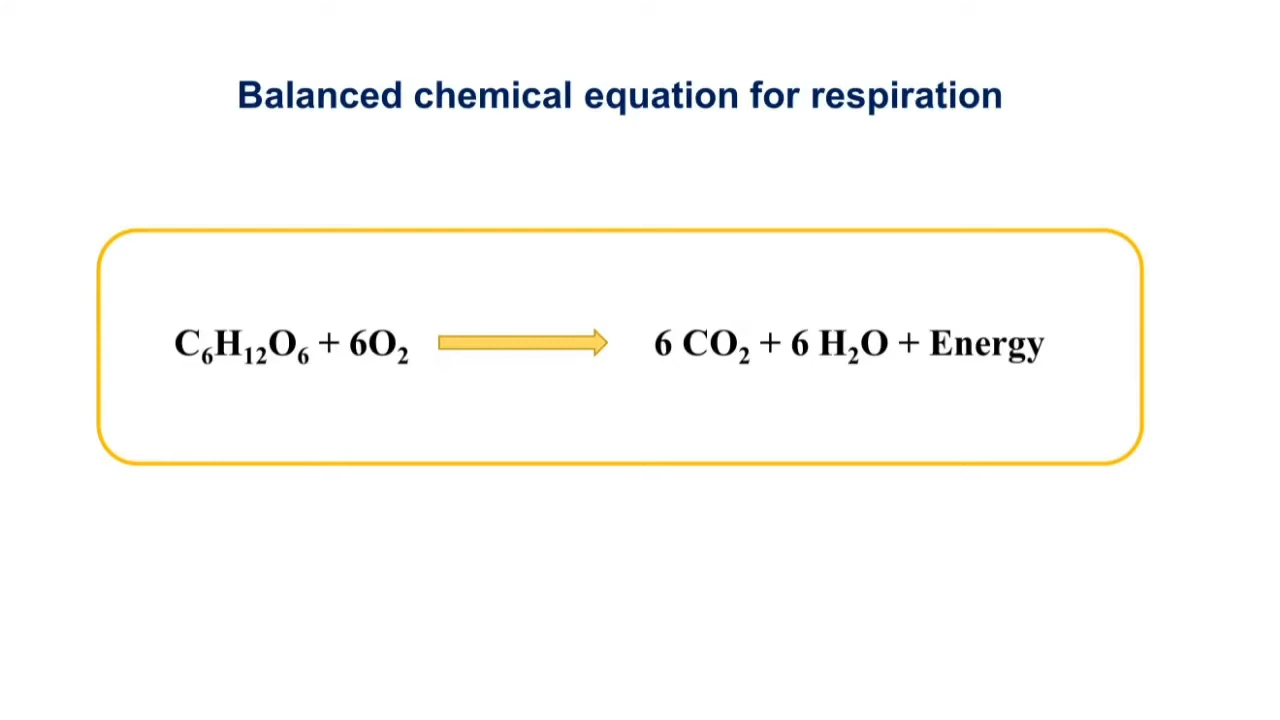 Balanced chemical equation for respiration
C₆H₁₂O₆ + 6O₂ → 6 CO₂ + 6 H₂O + Energy